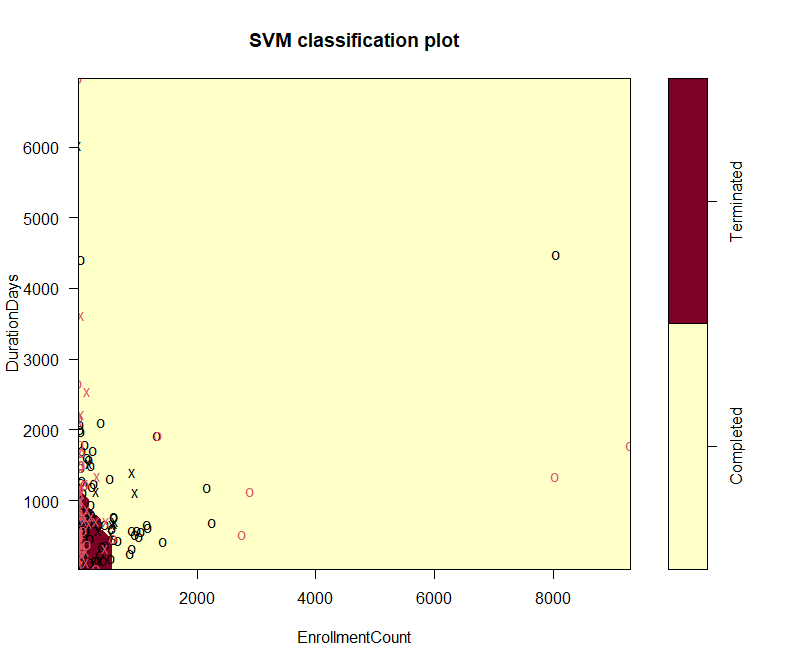 SVM classification plot
DurationDays
6000
5000
4000
3000
2000
1000
2000
4000
6000
8000
EnrollmentCount
Terminated
Completed